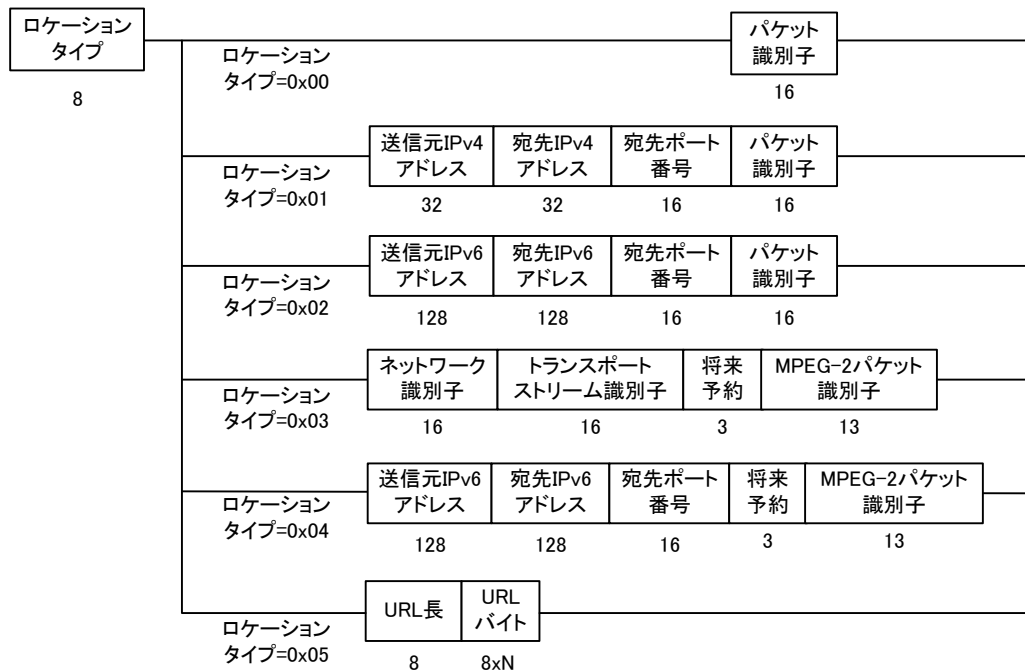 ロケーション
タイプ
8
ロケーション
タイプ=0x00
パケット
識別子
16
ロケーション
タイプ=0x01
送信元IPv4
アドレス
宛先IPv4
アドレス
宛先ポート
番号
パケット
識別子
32
32
16
16
ロケーション
タイプ=0x02
送信元IPv6
アドレス
宛先IPv6
アドレス
宛先ポート
番号
パケット
識別子
128
128
16
16
ロケーション
タイプ=0x03
ネットワーク
識別子
トランスポート
ストリーム識別子
将来
予約
MPEG-2パケット
識別子
16
16
3
13
ロケーション
タイプ=0x04
送信元IPv6
アドレス
宛先IPv6
アドレス
宛先ポート
番号
将来
予約
MPEG-2パケット
識別子
128
128
16
3
13
ロケーション
タイプ=0x05
URL長
URL
バイト
8
8xN